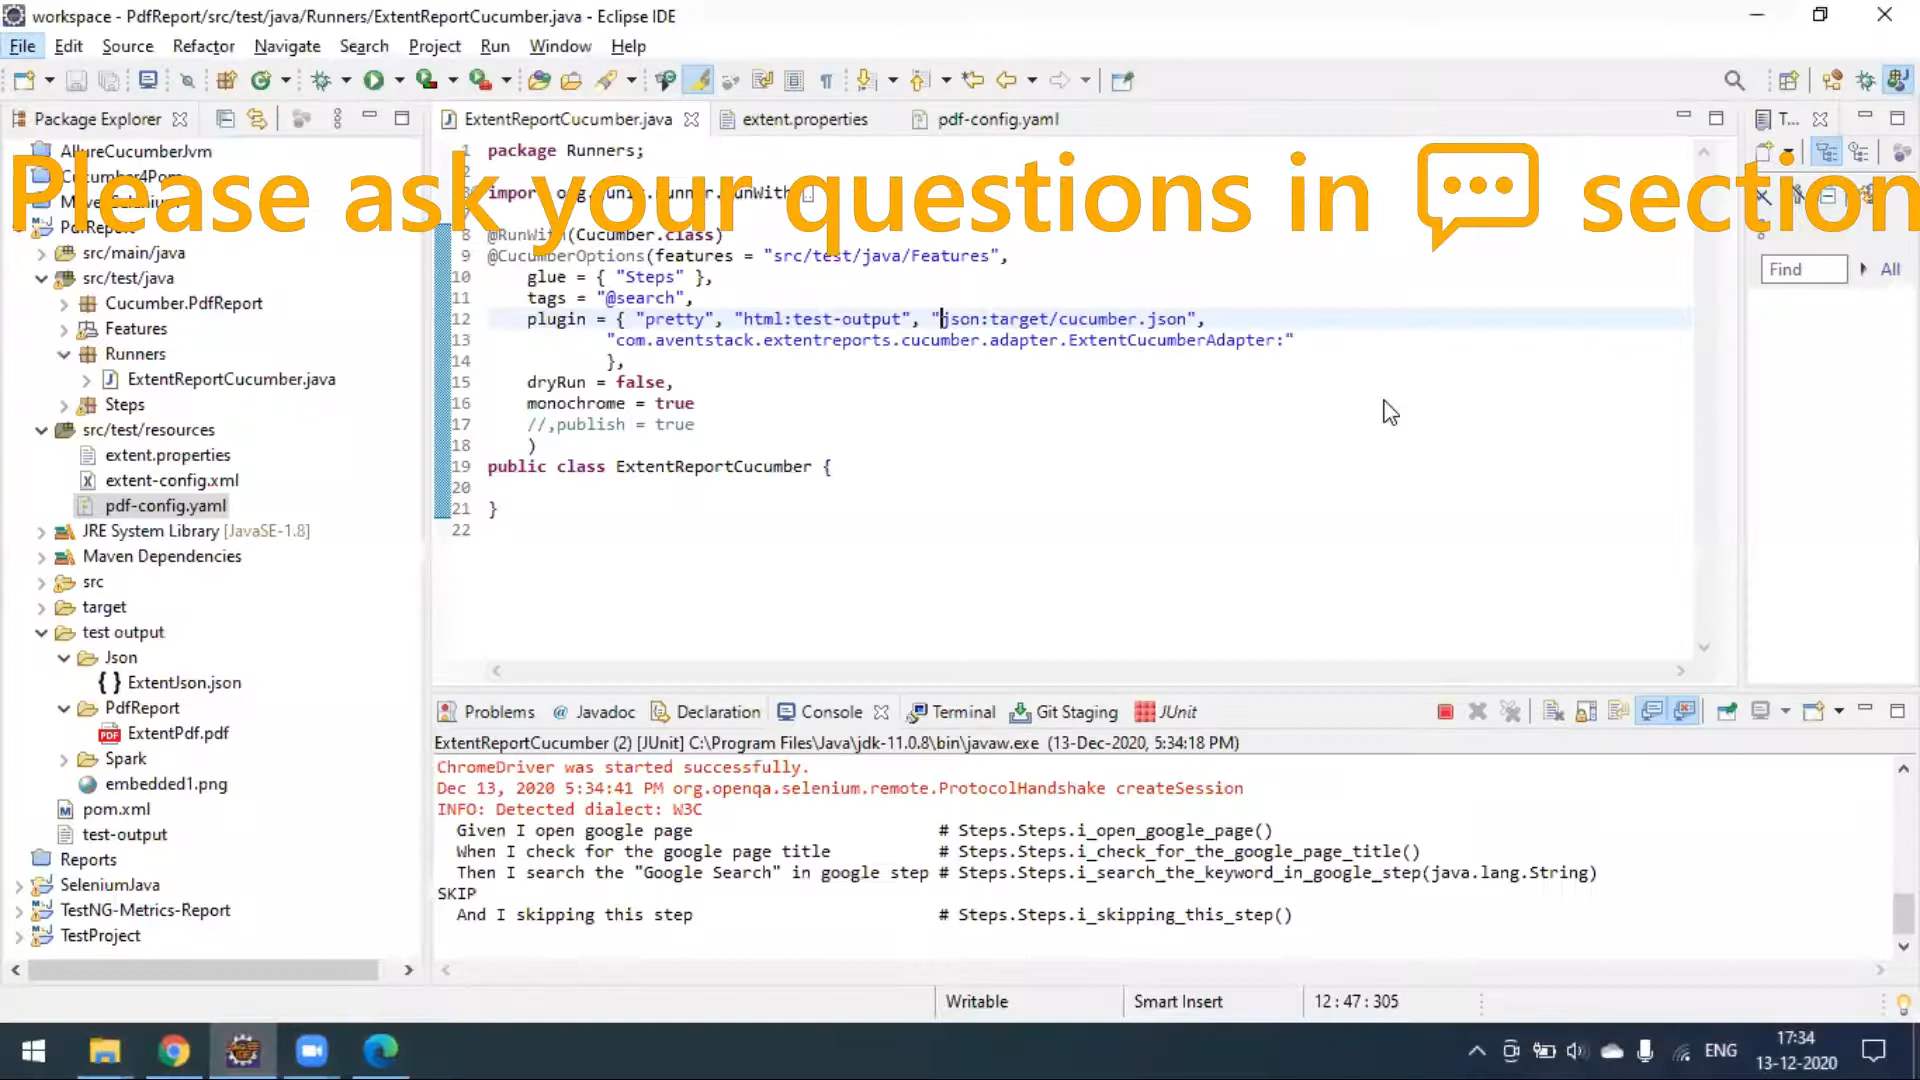 workspace - PdfReport/src/test/java/Runners/ExtentReportCucumber.java - Eclipse IDE
File Edit Source Refactor Navigate Search Project Run Window Help
Package Explorer
ExtentReportCucumber.java
extent.properties
pdf-config.yaml
T...
Please ask your questions in section
AllureCucumberJvm
src/main/java
src/test/java
Cucumber.PdfReport
Features
Runners
ExtentReportCucumber.java
Steps
src/test/resources
extent.properties
extent-config.xml
pdf-config.yaml
JRE System Library [JavaSE-1.8]
Maven Dependencies
src
target
test output
Json
ExtentJson.json
PdfReport
ExtentPdf.pdf
Spark
embedded1.png
pom.xml
test-output
Reports
SeleniumJava
TestNG-Metrics-Report
TestProject
1 package Runners;
8 @RunWith(Cucumber.class)
9 @CucumberOptions(features = "src/test/java/Features",
10 glue = { "Steps" },
11 tags = "@search",
12 plugin = { "pretty", "html:test-output", "json:target/cucumber.json",
13 "com.aventstack.extentreports.cucumber.adapter.ExtentCucumberAdapter:"
14 },
15 dryRun = false,
16 monochrome = true
17 //,publish = true
18 )
19 public class ExtentReportCucumber {
20
21 }
22
Find All
Problems Javadoc Declaration Console Terminal Git Staging JUnit
ExtentReportCucumber (2) [JUnit] C:\Program Files\Java\jdk-11.0.8\bin\javaw.exe (13-Dec-2020, 5:34:18 PM)
ChromeDriver was started successfully.
Dec 13, 2020 5:34:41 PM org.openqa.selenium.remote.ProtocolHandshake createSession
INFO: Detected dialect: W3C
Given I open google page # Steps.Steps.i_open_google_page()
When I check for the google page title # Steps.Steps.i_check_for_the_google_page_title()
Then I search the "Google Search" in google step # Steps.Steps.i_search_the_keyword_in_google_step(java.lang.String)
SKIP
And I skipping this step # Steps.Steps.i_skipping_this_step()
Writable
Smart Insert
12 : 47 : 305
ENG
17:34
13-12-2020